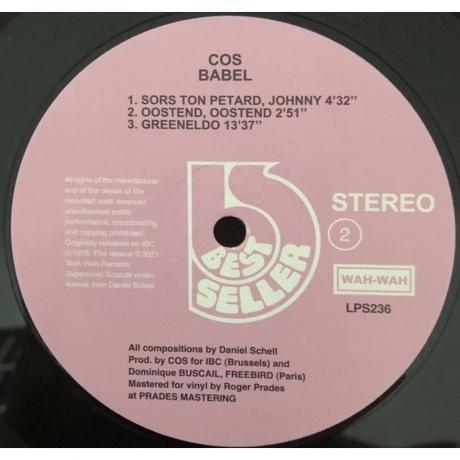 COS
BABEL
1. SORS TON PETARD, JOHNNY 4'32"
2. OOSTEND, OOSTEND 2'51"
3. GREENELDO 13'37"
All rights of the manufacturer
and of the owner of the
recorded work reserved
unauthorised public
performance, broadcasting
and copying prohibited.
Originally released on IBC
in 1978. This reissue © 2021
Wah Wah Records
Supersonic Sounds under
license from Daniel Schell
BEST
SELLER
STEREO
2
WAH-WAH
LPS236
All compositions by Daniel Schell
Prod. by COS for IBC (Brussels) and
Dominique BUSCAIL, FREEBIRD (Paris)
Mastered for vinyl by Roger Prades
at PRADES MASTERING